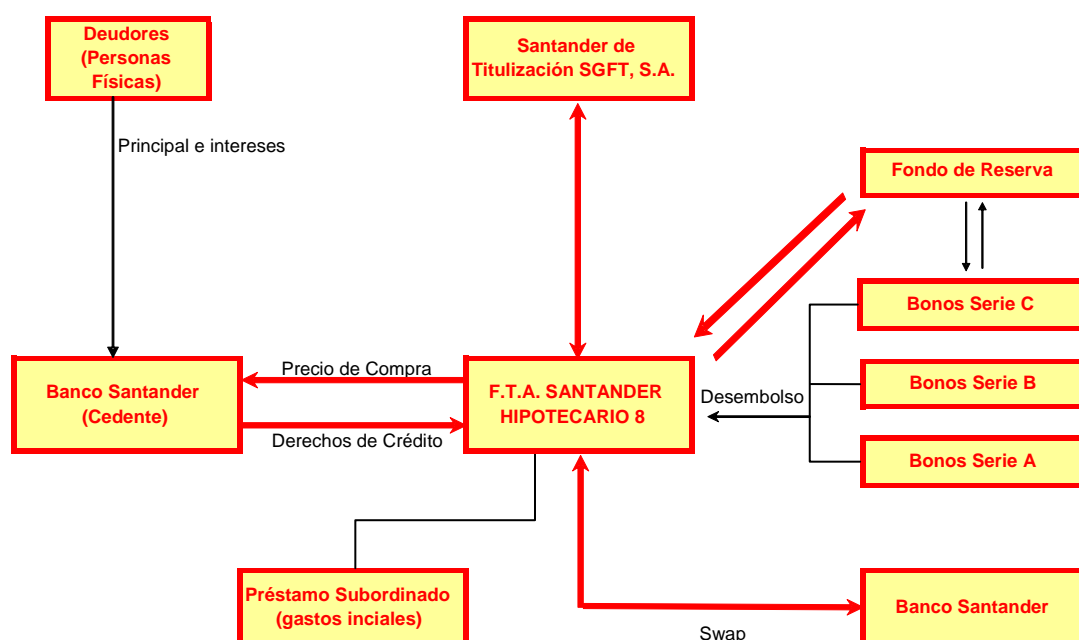 Deudores
(Personas
Físicas)
Santander de
Titulización SGFT, S.A.
Principal e intereses
Fondo de Reserva
Bonos Serie C
Precio de Compra
Banco Santander
(Cedente)
F.T.A. SANTANDER
HIPOTECARIO 8
Desembolso
Bonos Serie B
Derechos de Crédito
Bonos Serie A
Préstamo Subordinado
(gastos inciales)
Banco Santander
Swap